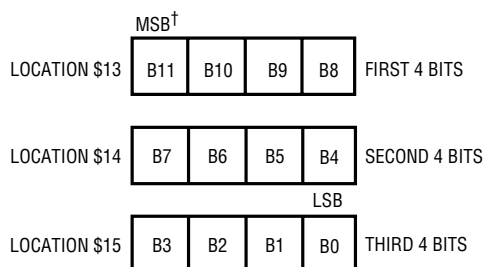 MSB†
LOCATION $13 B11 B10 B9 B8 FIRST 4 BITS
LOCATION $14 B7 B6 B5 B4 SECOND 4 BITS
LSB
LOCATION $15 B3 B2 B1 B0 THIRD 4 BITS